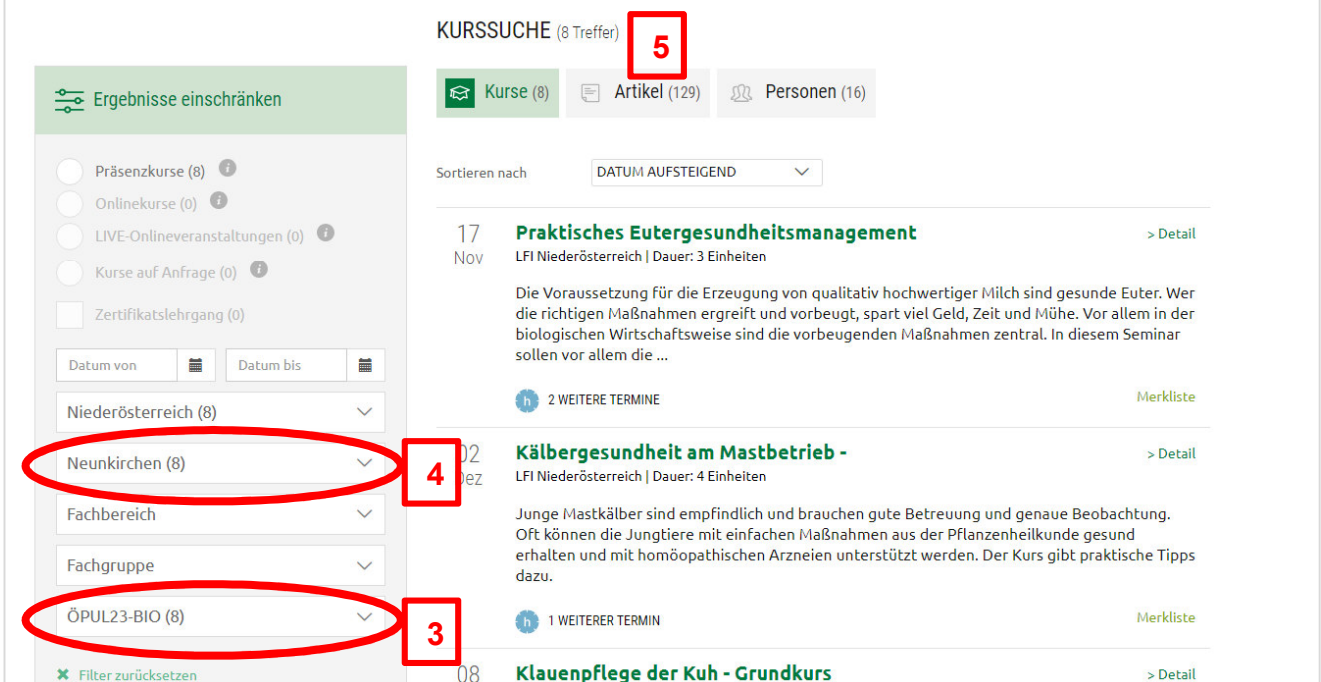 KURSSUCHE (8 Treffer)
5
Kurse (8)
Artikel (129)
Personen (16)
Ergebnisse einschränken
Präsenzkurse (8)
Onlinekurse (0)
LIVE-Onlineveranstaltungen (0)
Kurse auf Anfrage (0)
Zertifikatslehrgang (0)
Datum von
Datum bis
Niederösterreich (8)
Neunkirchen (8)
4
Fachbereich
Fachgruppe
ÖPUL23-BIO (8)
3
Filter zurücksetzen
Sortieren nach
DATUM AUFSTEIGEND
17
Nov
Praktisches Eutergesundheitsmanagement
> Detail
LFI Niederösterreich | Dauer: 3 Einheiten
Die Voraussetzung für die Erzeugung von qualitativ hochwertiger Milch sind gesunde Euter. Wer
die richtigen Maßnahmen ergreift und vorbeugt, spart viel Geld, Zeit und Mühe. Vor allem in der
biologischen Wirtschaftsweise sind die vorbeugenden Maßnahmen zentral. In diesem Seminar
sollen vor allem die ...
h 2 WEITERE TERMINE
Merkliste
02
Dez
Kälbergesundheit am Mastbetrieb -
> Detail
LFI Niederösterreich | Dauer: 4 Einheiten
Junge Mastkälber sind empfindlich und brauchen gute Betreuung und genaue Beobachtung.
Oft können die Jungtiere mit einfachen Maßnahmen aus der Pflanzenheilkunde gesund
erhalten und mit homöopathischen Arzneien unterstützt werden. Der Kurs gibt praktische Tipps
dazu.
h 1 WEITERER TERMIN
Merkliste
08
Klauenpflege der Kuh - Grundkurs
> Detail